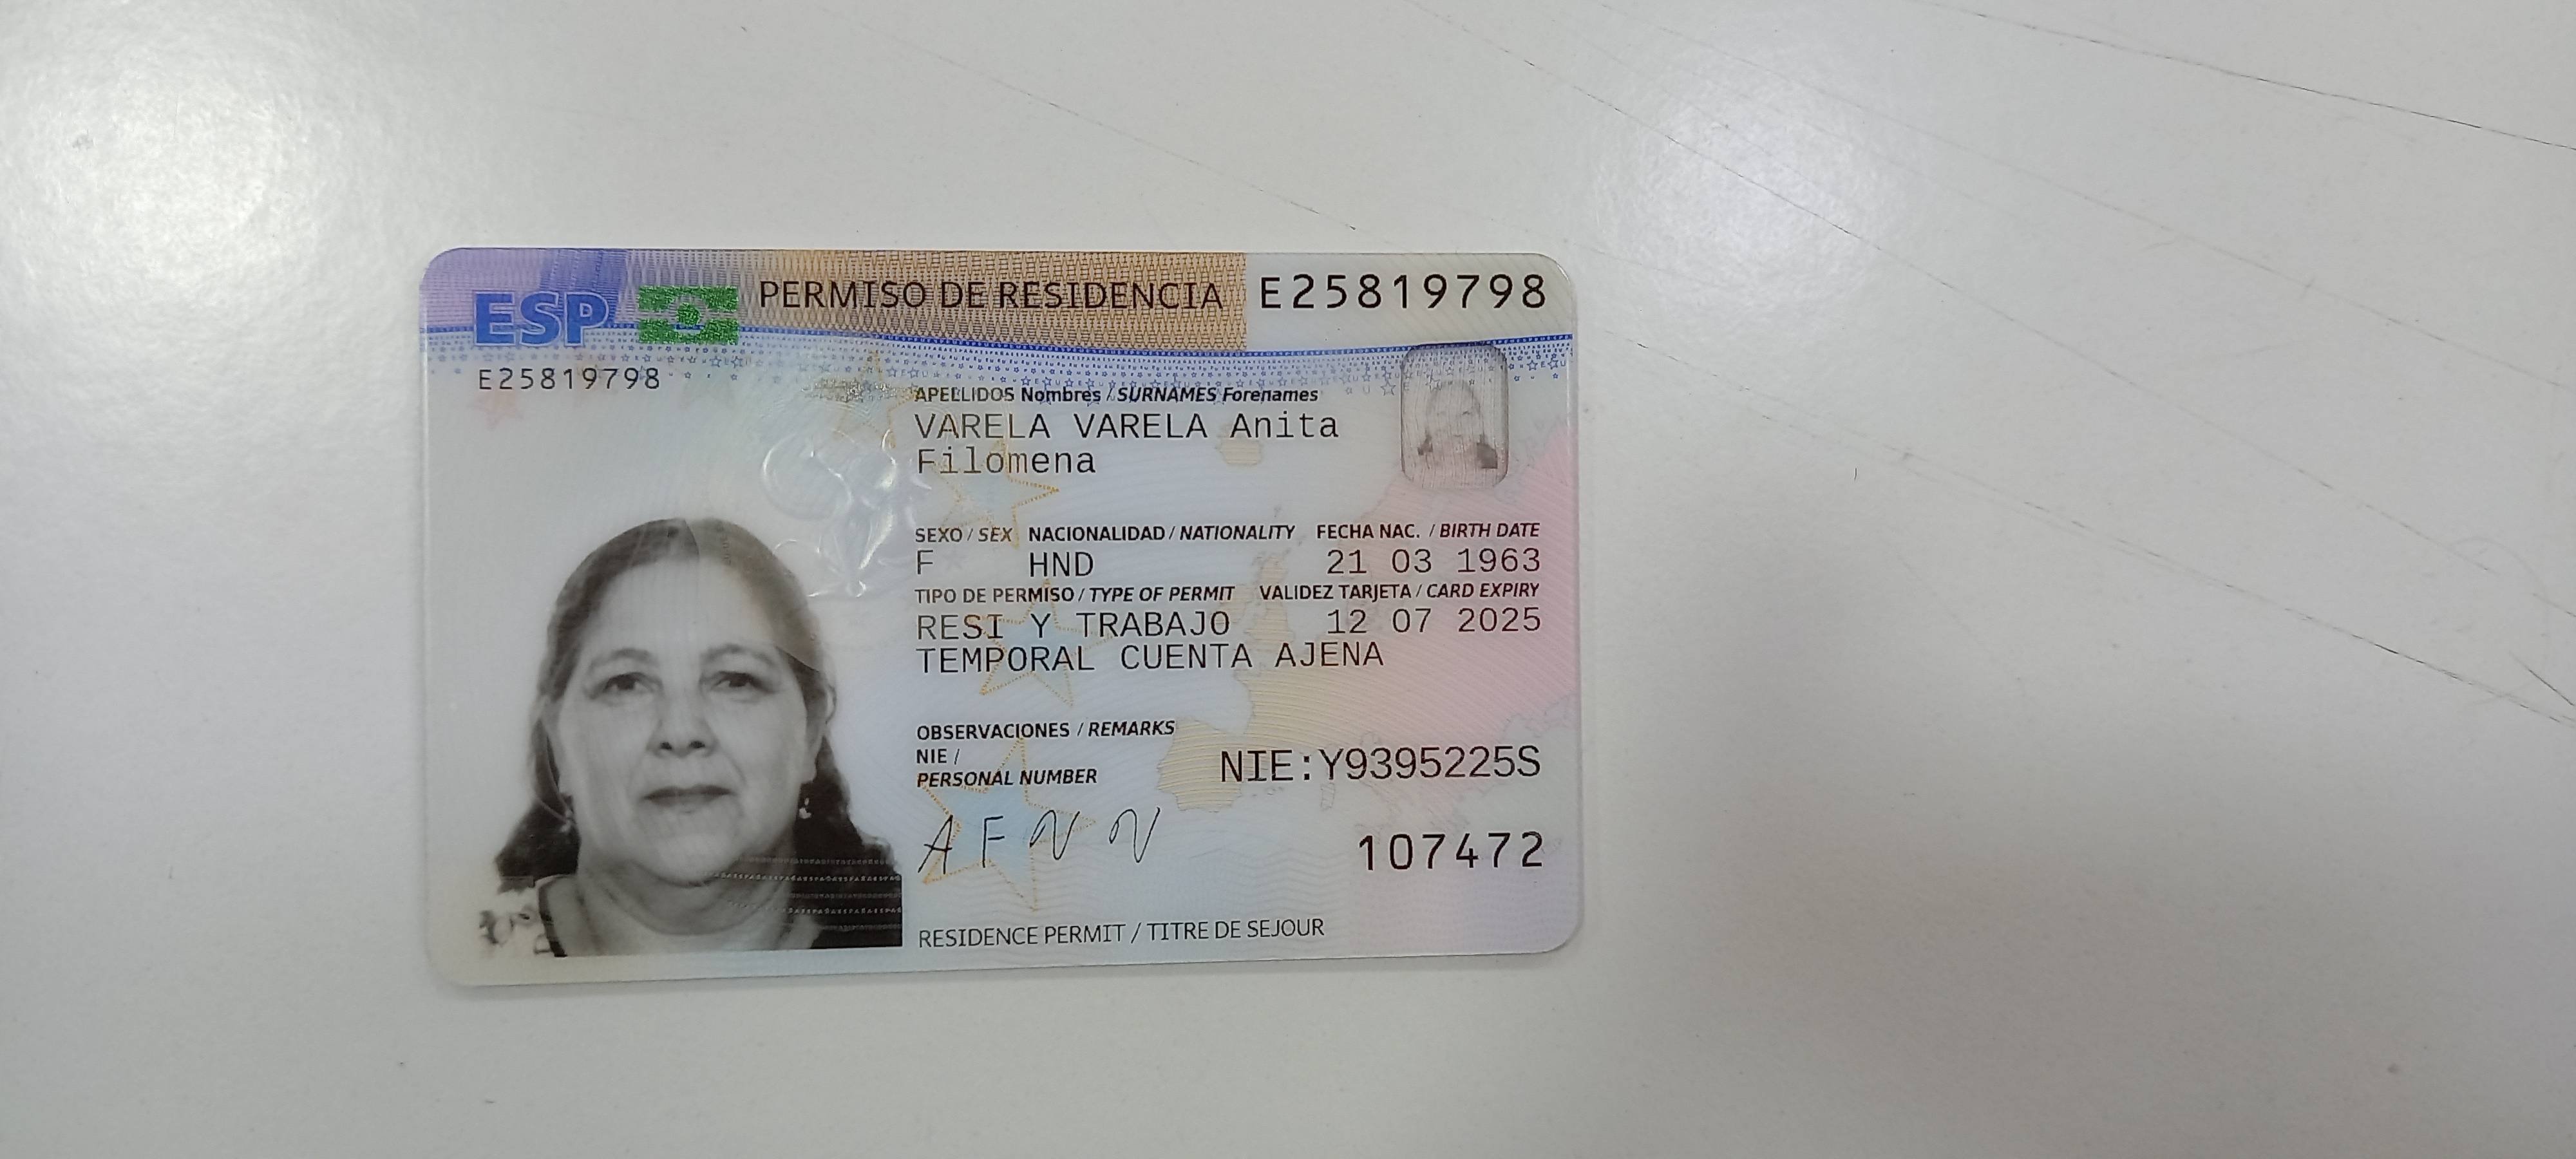 ESP
PERMISO DE RESIDENCIA E25819798
E25819798
APELLIDOS Nombres / SURNAMES Forenames
VARELA VARELA Anita
Filomena
SEXO / SEX NACIONALIDAD / NATIONALITY FECHA NAC. / BIRTH DATE
F HND 21 03 1963
TIPO DE PERMISO / TYPE OF PERMIT VALIDEZ TARJETA / CARD EXPIRY
RESI Y TRABAJO 12 07 2025
TEMPORAL CUENTA AJENA
OBSERVACIONES / REMARKS
NIE /
PERSONAL NUMBER NIE:Y9395225S
A F V V
107472
RESIDENCE PERMIT / TITRE DE SEJOUR